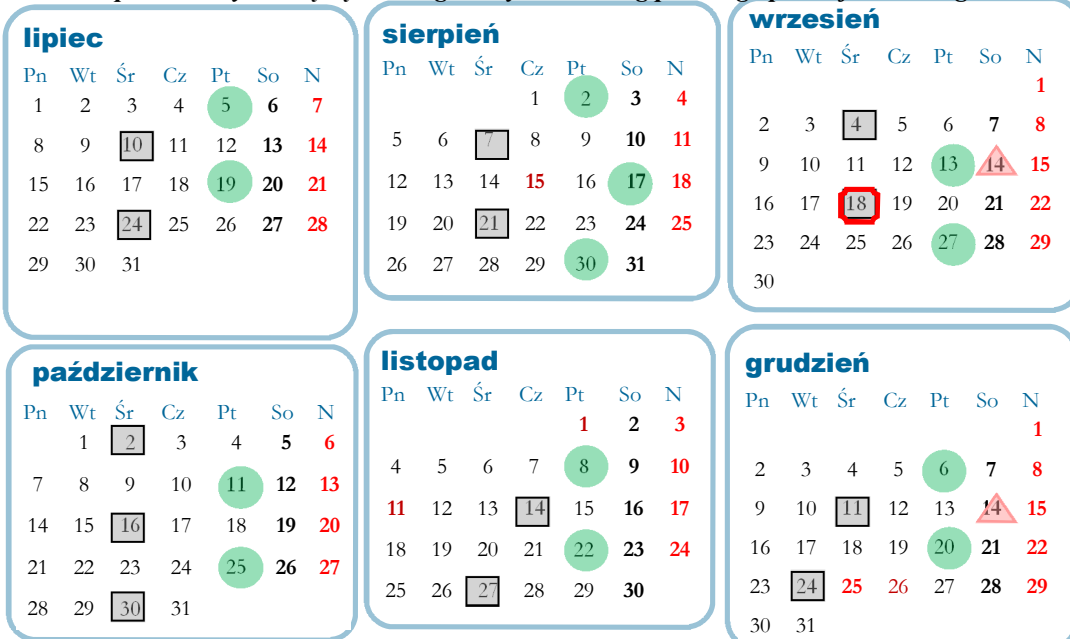 lipiec
Pn Wt Śr Cz Pt So N
1 2 3 4 5 6 7
8 9 10 11 12 13 14
15 16 17 18 19 20 21
22 23 24 25 26 27 28
29 30 31
sierpień
Pn Wt Śr Cz Pt So N
1 2 3 4
5 6 7 8 9 10 11
12 13 14 15 16 17 18
19 20 21 22 23 24 25
26 27 28 29 30 31
wrzesień
Pn Wt Śr Cz Pt So N
1
2 3 4 5 6 7 8
9 10 11 12 13 14 15
16 17 18 19 20 21 22
23 24 25 26 27 28 29
30
październik
Pn Wt Śr Cz Pt So N
1 2 3 4 5 6
7 8 9 10 11 12 13
14 15 16 17 18 19 20
21 22 23 24 25 26 27
28 29 30 31
listopad
Pn Wt Śr Cz Pt So N
1 2 3
4 5 6 7 8 9 10
11 12 13 14 15 16 17
18 19 20 21 22 23 24
25 26 27 28 29 30
grudzień
Pn Wt Śr Cz Pt So N
1
2 3 4 5 6 7 8
9 10 11 12 13 14 15
16 17 18 19 20 21 22
23 24 25 26 27 28 29
30 31